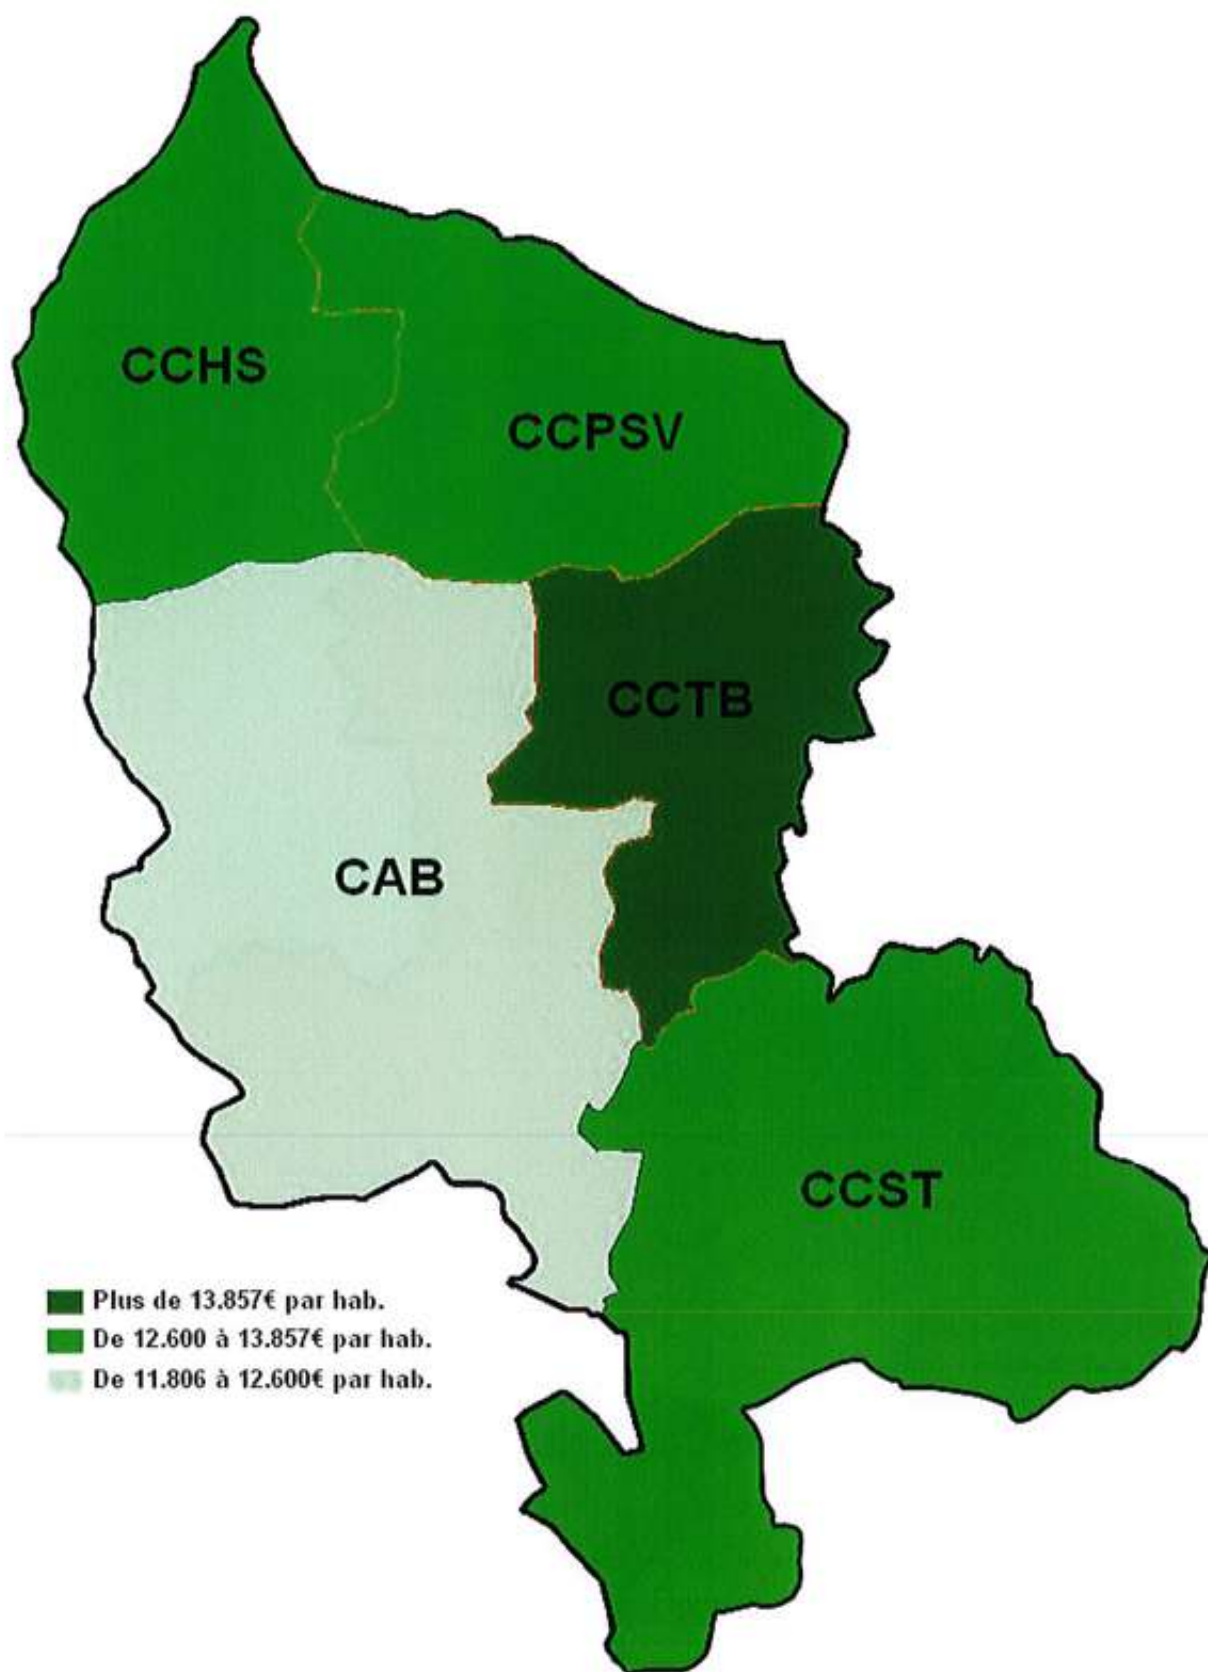 CCHS
CCPSV
CCTB
CAB
CCST
Plus de 13.857€ par hab.
De 12.600 à 13.857€ par hab.
De 11.806 à 12.600€ par hab.